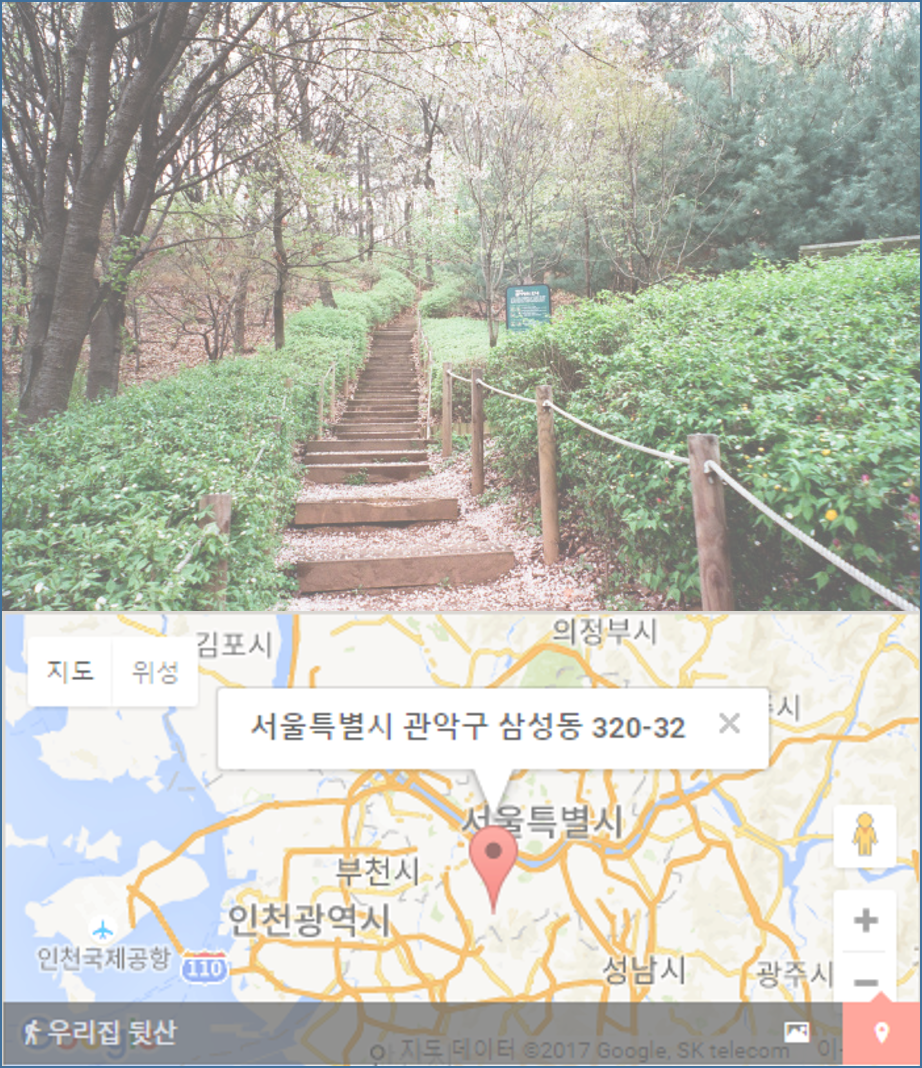 김포시
의정부시
지도 위성
주시
서울특별시 관악구 삼성동 320-32
서울특별시
부천시
인천광역시
인천국제공항
110
성남시
광주시
우리집 뒷산
지도 데이터 ©2017 Google, SK telecom